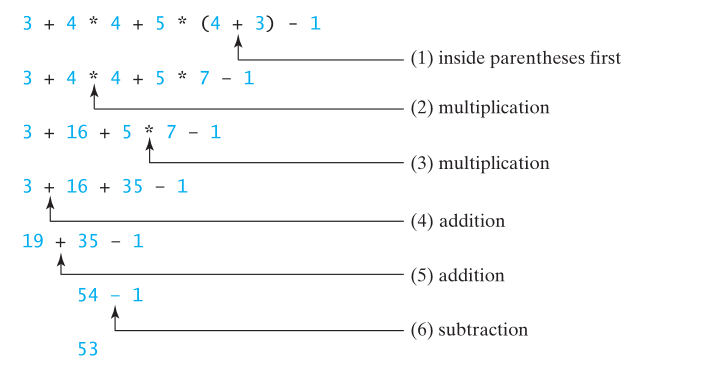 3 + 4 * 4 + 5 * (4 + 3) - 1
(1) inside parentheses first
3 + 4 * 4 + 5 * 7 - 1
(2) multiplication
3 + 16 + 5 * 7 - 1
(3) multiplication
3 + 16 + 35 - 1
(4) addition
19 + 35 - 1
(5) addition
54 - 1
(6) subtraction
53